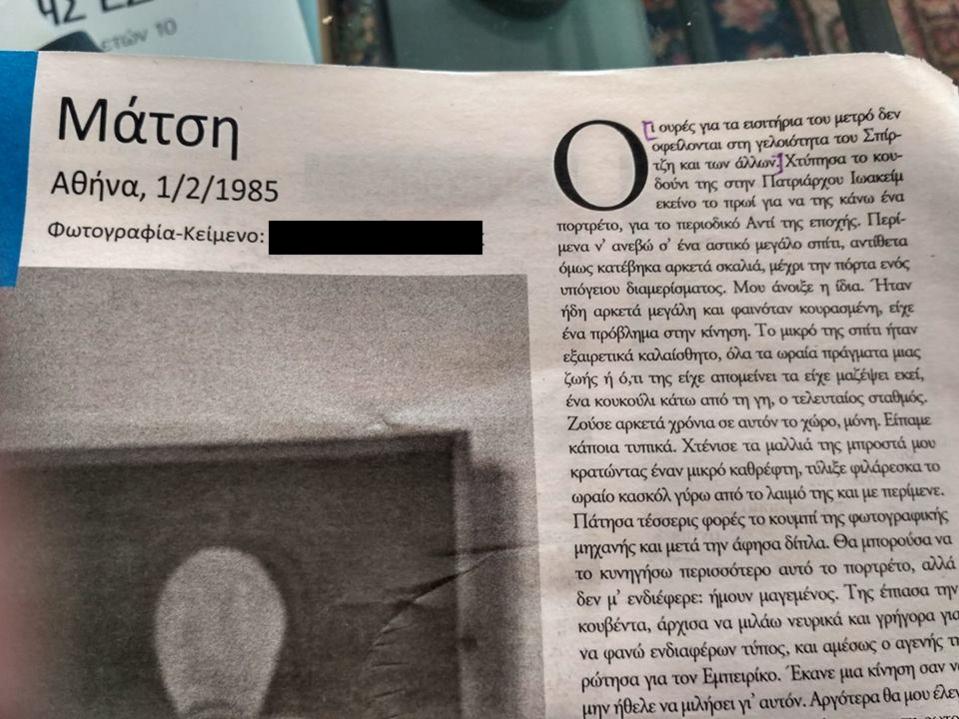 ετών 10
Μάτση
Αθήνα, 1/2/1985
Φωτογραφία-Κείμενο:
Οι ουρές για τα εισιτήρια του μετρό δεν
οφείλονται στη γελοιότητα του Σπίρ-
τζη και των άλλων. Χτύπησα το κου-
δούνι της στην Πατριάρχου Ιωακείμ
εκείνο το πρωί για να της κάνω ένα
πορτρέτο, για το περιοδικό Αντί της εποχής. Περί-
μενα ν' ανεβώ σ' ένα αστικό μεγάλο σπίτι, αντίθετα
όμως κατέβηκα αρκετά σκαλιά, μέχρι την πόρτα ενός
υπόγειου διαμερίσματος. Μου άνοιξε η ίδια. Ήταν
ήδη αρκετά μεγάλη και φαινόταν κουρασμένη, είχε
ένα πρόβλημα στην κίνηση. Το μικρό της σπίτι ήταν
εξαιρετικά καλαίσθητο, όλα τα ωραία πράγματα μιας
ζωής ή ό,τι της είχε απομείνει τα είχε μαζέψει εκεί,
ένα κουκούλι κάτω από τη γη, ο τελευταίος σταθμός.
Ζούσε αρκετά χρόνια σε αυτόν το χώρο, μόνη. Είπαμε
κάποια τυπικά. Χτένισε τα μαλλιά της μπροστά μου
κρατώντας έναν μικρό καθρέφτη, τύλιξε φιλάρεσκα το
ωραίο κασκόλ γύρω από το λαιμό της και με περίμενε.
Πάτησα τέσσερις φορές το κουμπί της φωτογραφικής
μηχανής και μετά την άφησα δίπλα. Θα μπορούσα να
το κυνηγήσω περισσότερο αυτό το πορτρέτο, αλλά
δεν μ' ενδιέφερε: ήμουν μαγεμένος. Της έπιασα την
κουβέντα, άρχισα να μιλάω νευρικά και γρήγορα για
να φανώ ενδιαφέρων τύπος, και αμέσως ο αγενής τη
ρώτησα για τον Εμπειρίκο. Έκανε μια κίνηση σαν να
μην ήθελε να μιλήσει γι' αυτόν. Αργότερα θα μου έλεγ